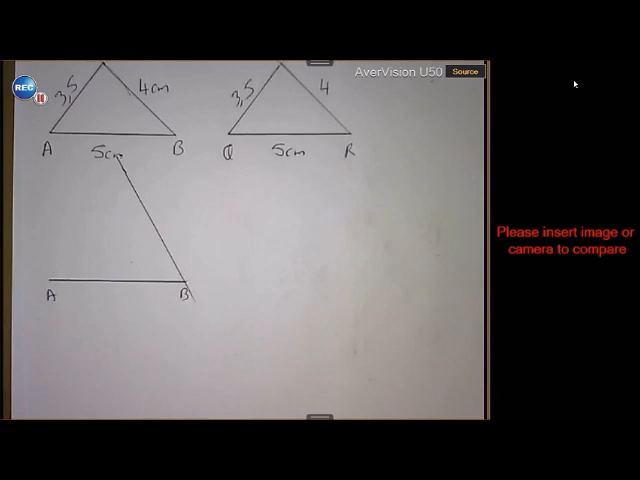 AverVision U50
Source
REC
3,5
4cm
3,5
4
A
B
Q
R
5cm
5cm
Please insert image or
camera to compare
A
B